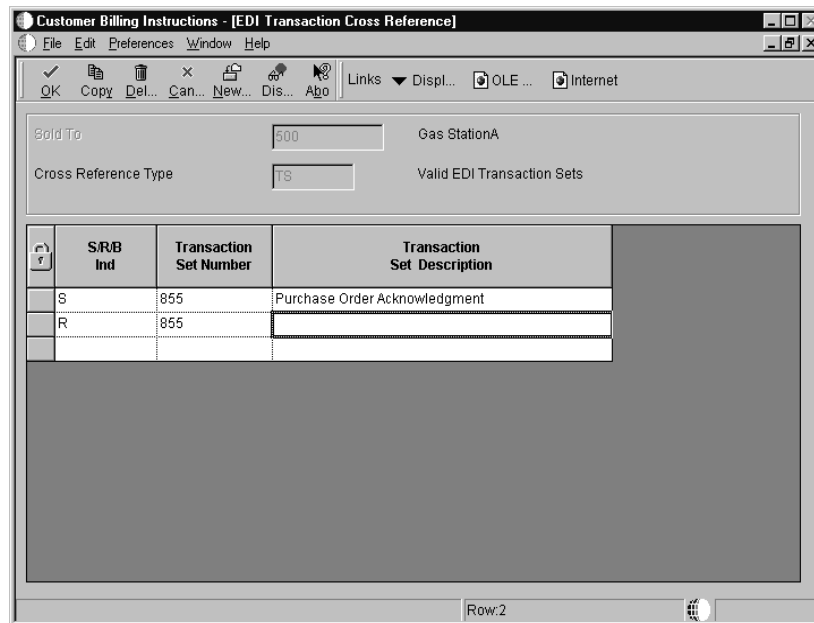 Customer Billing Instructions - [EDI Transaction Cross Reference]
File Edit Preferences Window Help
OK Copy Del... Can... New... Dis... Abo Links Displ... OLE ... Internet
Sold To 500 Gas StationA
Cross Reference Type TS Valid EDI Transaction Sets
S/R/B Ind Transaction Set Number Transaction Set Description
S 855 Purchase Order Acknowledgment
R 855
Row:2